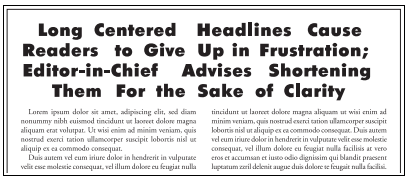 Long Centered Headlines Cause
Readers to Give Up in Frustration;
Editor-in-Chief Advises Shortening
Them For the Sake of Clarity
Lorem ipsum dolor sit amet, adipiscing elit, sed diam
nonummy nibh euismod tincidunt ut laoreet dolore magna
aliquam erat volutpat. Ut wisi enim ad minim veniam, quis
nostrud exerci tation ullamcorper suscipit lobortis nisl ut
aliquip ex ea commodo consequat.
Duis autem vel eum iriure dolor in hendrerit in vulputate
velit esse molestie consequat, vel illum dolore eu feugiat nulla
tincidunt ut laoreet dolore magna aliquam ut wisi enim ad
minim veniam, quis nostrud exerci ullamcorper suscipit
lobortis nisl ut aliquip ex ea commodo consequat. Duis autem
vel eum iriure dolor in hendrerit in vulputate velit esse molestie
consequat, vel illum dolore eu feugiat nulla facilisis at vero
eros et accumsan et iusto odio dignissim qui blandit praesent
luptatum zzril delenit augue duis dolore te feugait nulla facilisi.